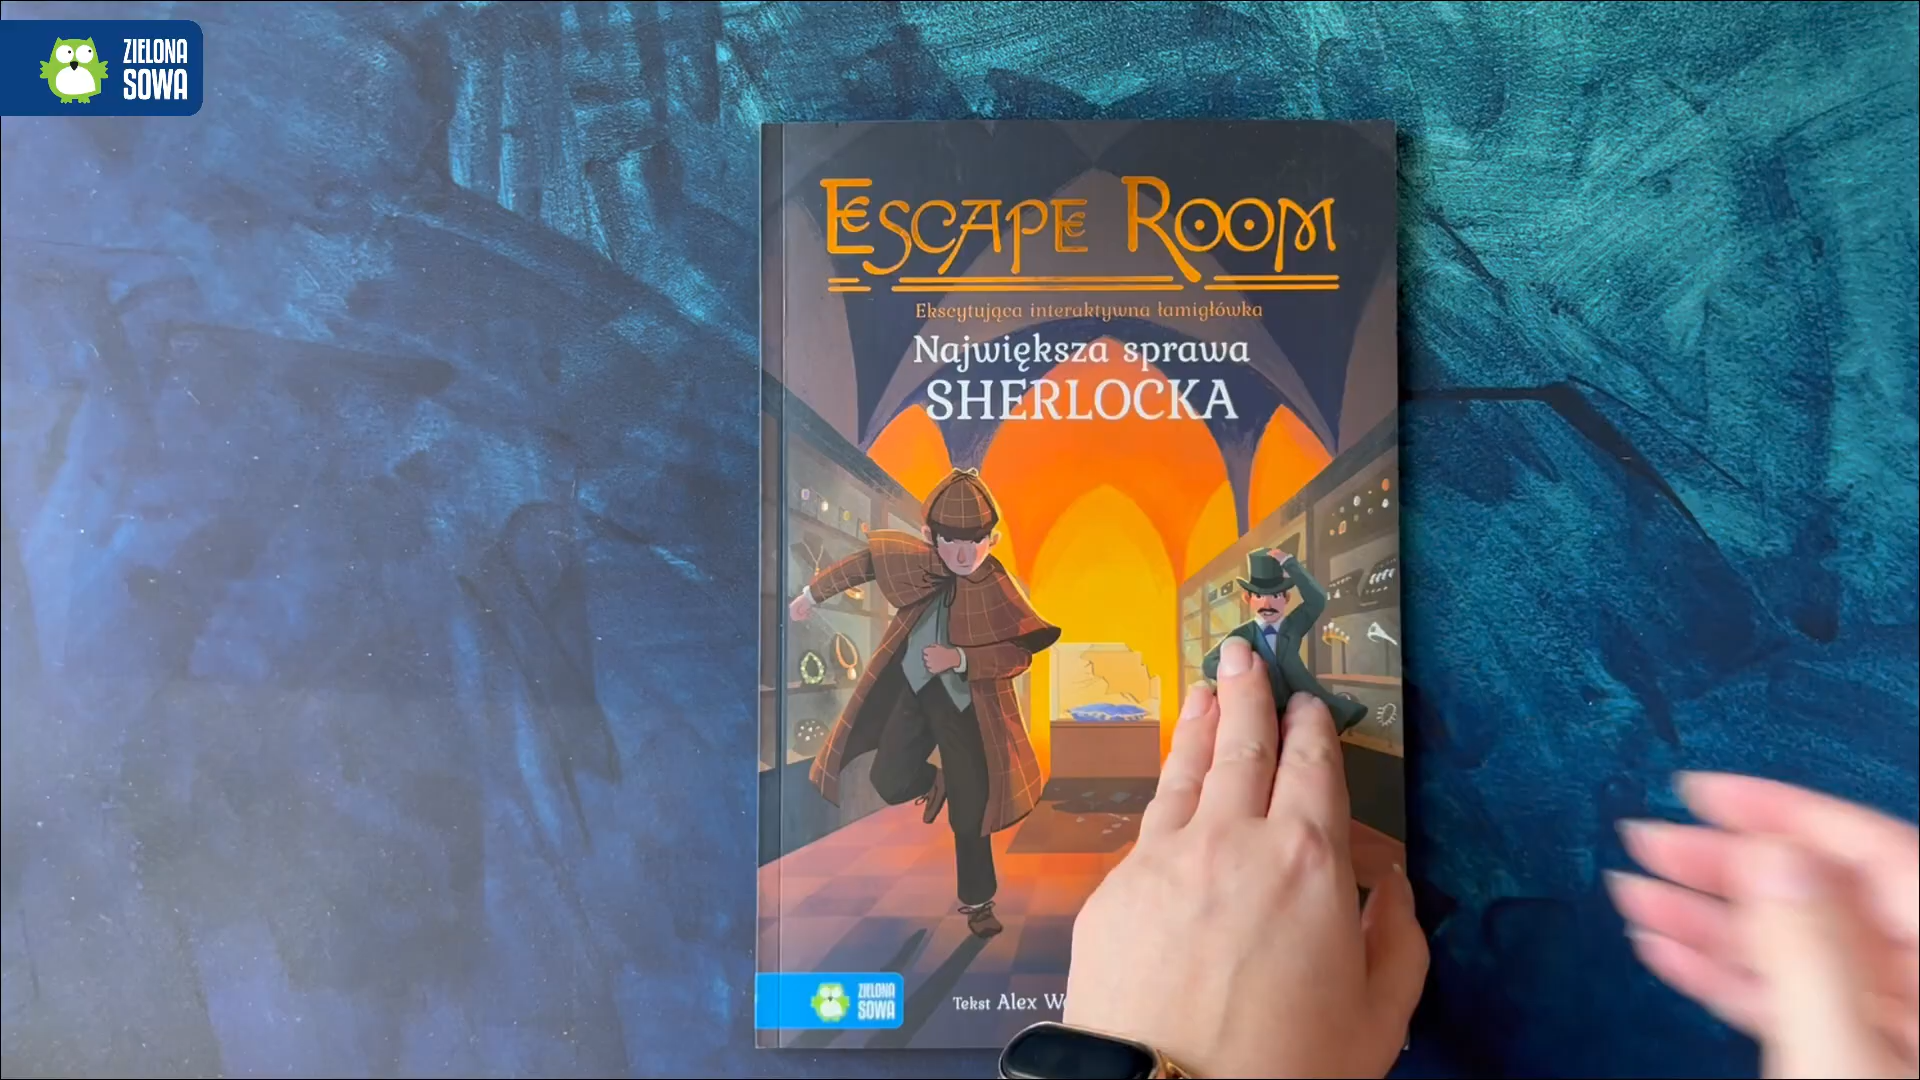 ZIELONA
SOWA
ESCAPE ROOM
Ekscytująca interaktywna łamigłówka
Największa sprawa
SHERLOCKA
ZIELONA
SOWA
Tekst Alex